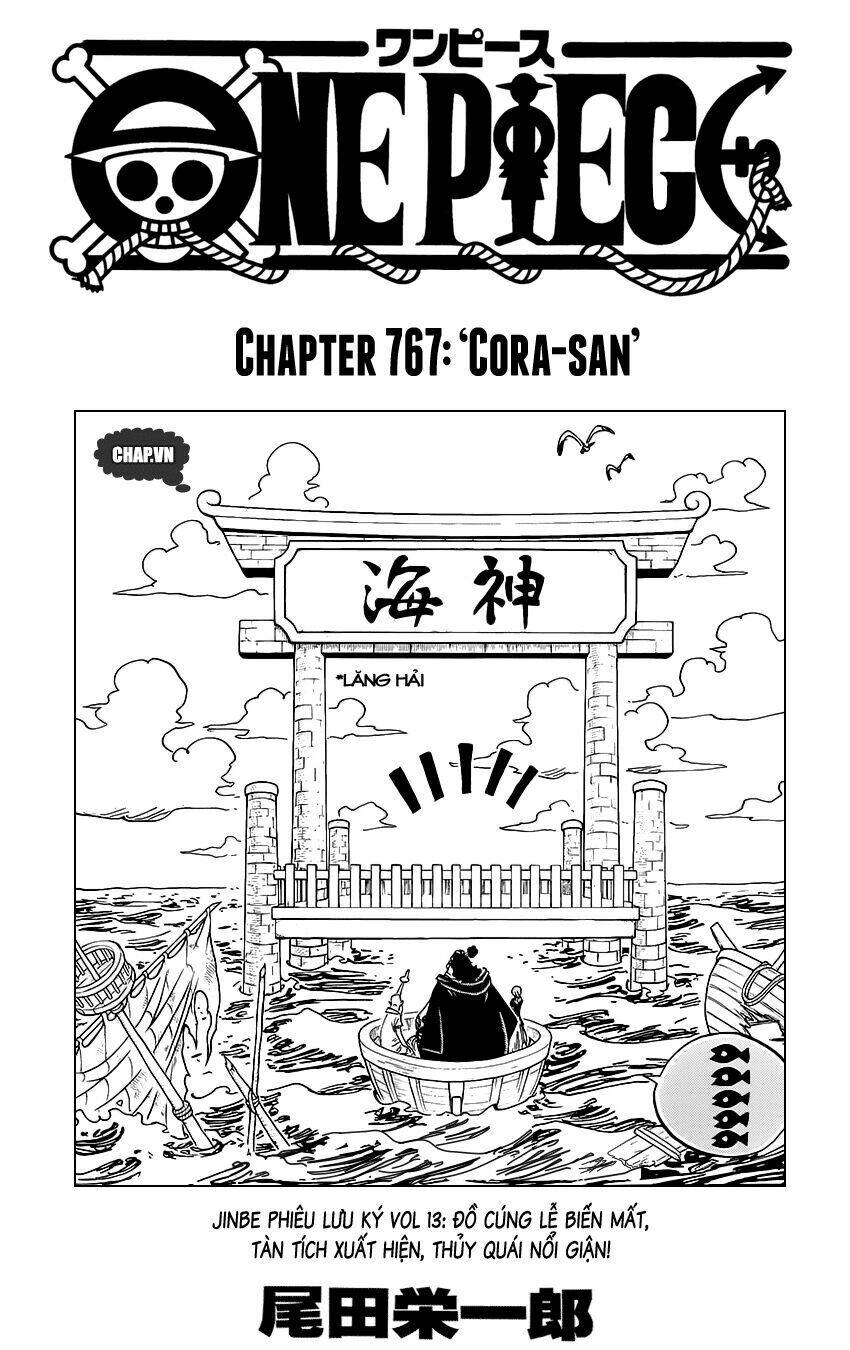 ワンピース
ONE PIECE
CHAPTER 767: ‘CORA-SAN’
CHAP.VN
海神
*LĂNG HẢI
JINBE PHIÊU LƯU KÝ VOL 13: ĐỒ CÚNG LỄ BIẾN MẤT,
TÀN TÍCH XUẤT HIỆN, THỦY QUÁI NỔI GIẬN!
尾田栄一郎